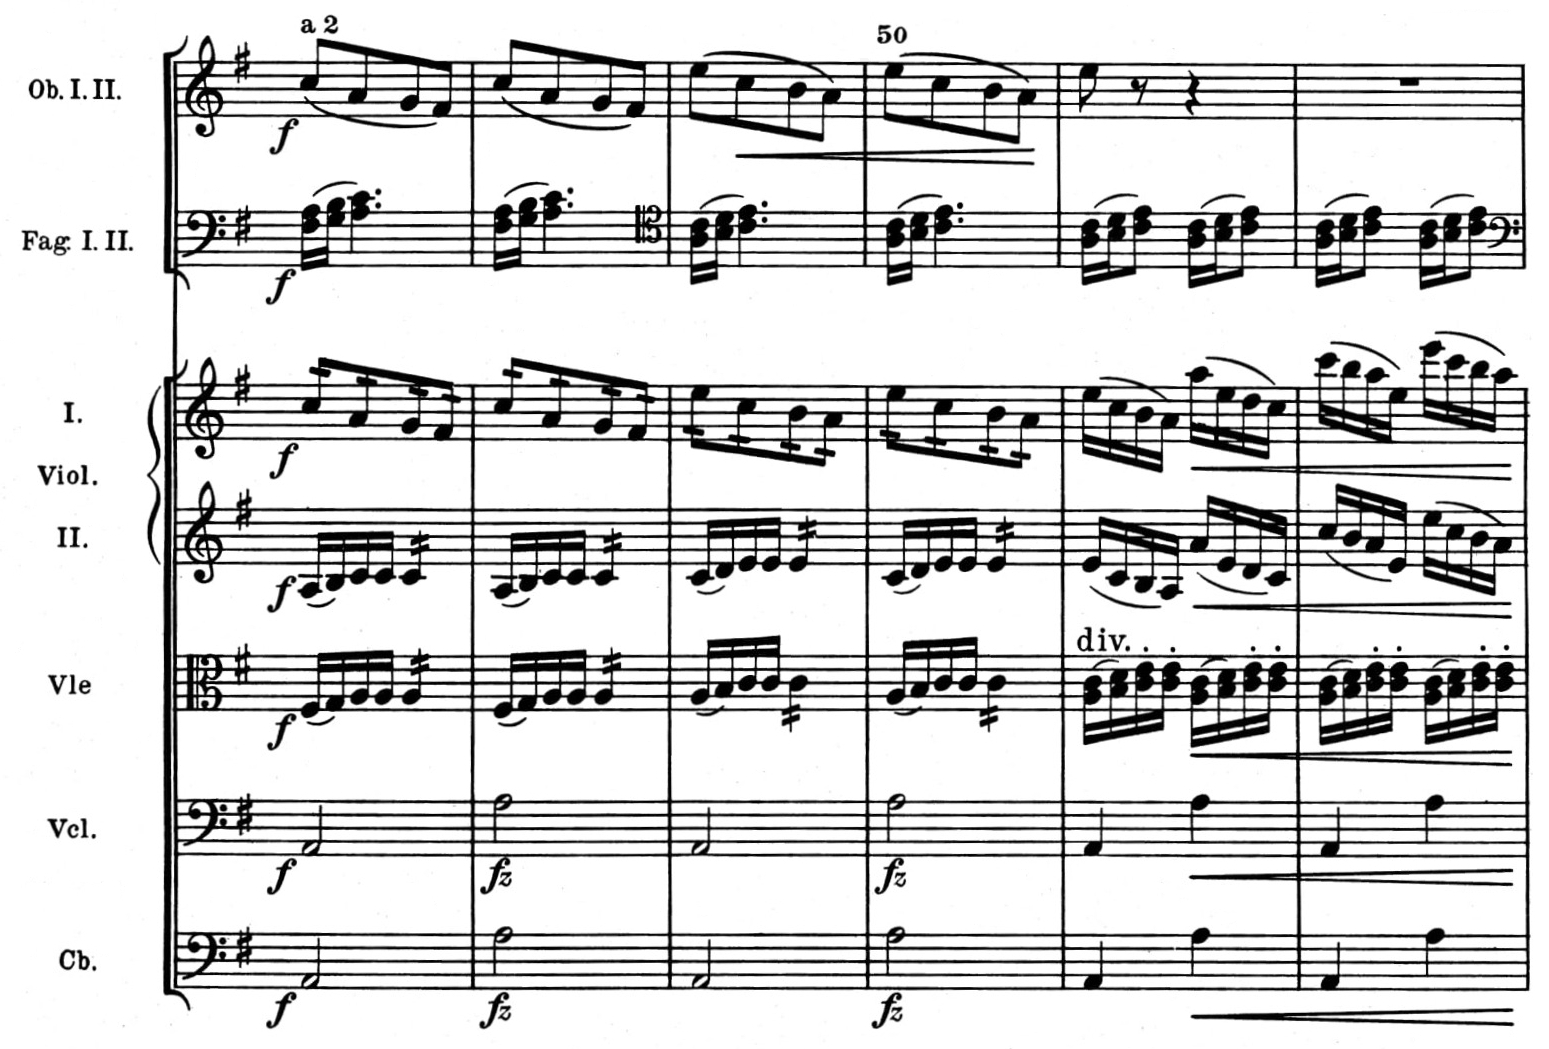 a 2
50
Ob. I. II.
f
Fag. I. II.
f
I.
f
Viol.
II.
f
div.
Vle
f
Vcl.
f fz fz
Cb.
f fz fz